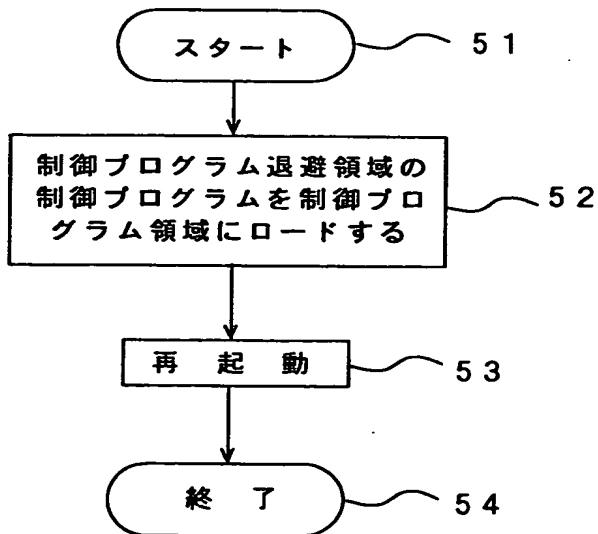 スタート
51
制御プログラム退避領域の
制御プログラムを制御プロ
グラム領域にロードする
52
再起動
53
終了
54